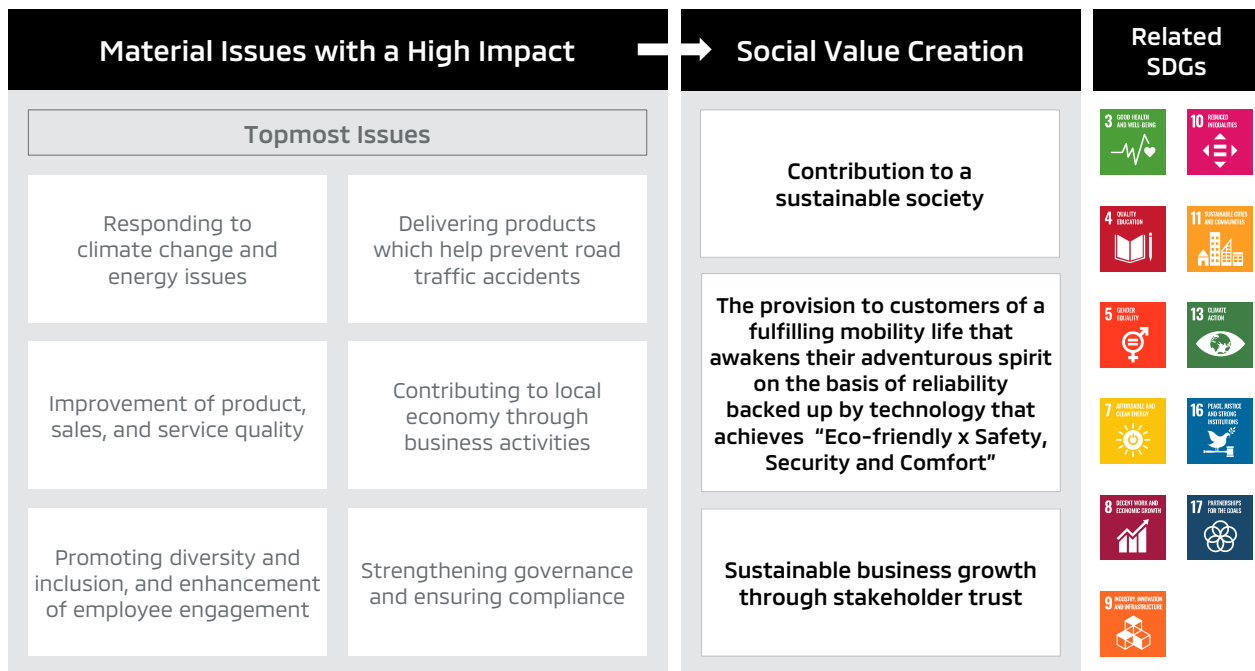 Material Issues with a High Impact
Social Value Creation
Related
SDGs
Topmost Issues
Responding to
climate change and
energy issues
Delivering products
which help prevent road
traffic accidents
Improvement of product,
sales, and service quality
Contributing to local
economy through
business activities
Promoting diversity and
inclusion, and enhancement
of employee engagement
Strengthening governance
and ensuring compliance
Contribution to a
sustainable society
The provision to customers of a
fulfilling mobility life that
awakens their adventurous spirit
on the basis of reliability
backed up by technology that
achieves “Eco-friendly x Safety,
Security and Comfort”
Sustainable business growth
through stakeholder trust
3 GOOD HEALTH
AND WELL-BEING
10 REDUCED
INEQUALITIES
4 QUALITY
EDUCATION
11 SUSTAINABLE CITIES
AND COMMUNITIES
5 GENDER
EQUALITY
13 CLIMATE
ACTION
7 AFFORDABLE AND
CLEAN ENERGY
16 PEACE, JUSTICE
AND STRONG
INSTITUTIONS
8 DECENT WORK AND
ECONOMIC GROWTH
17 PARTNERSHIPS
FOR THE GOALS
9 INDUSTRY, INNOVATION
AND INFRASTRUCTURE